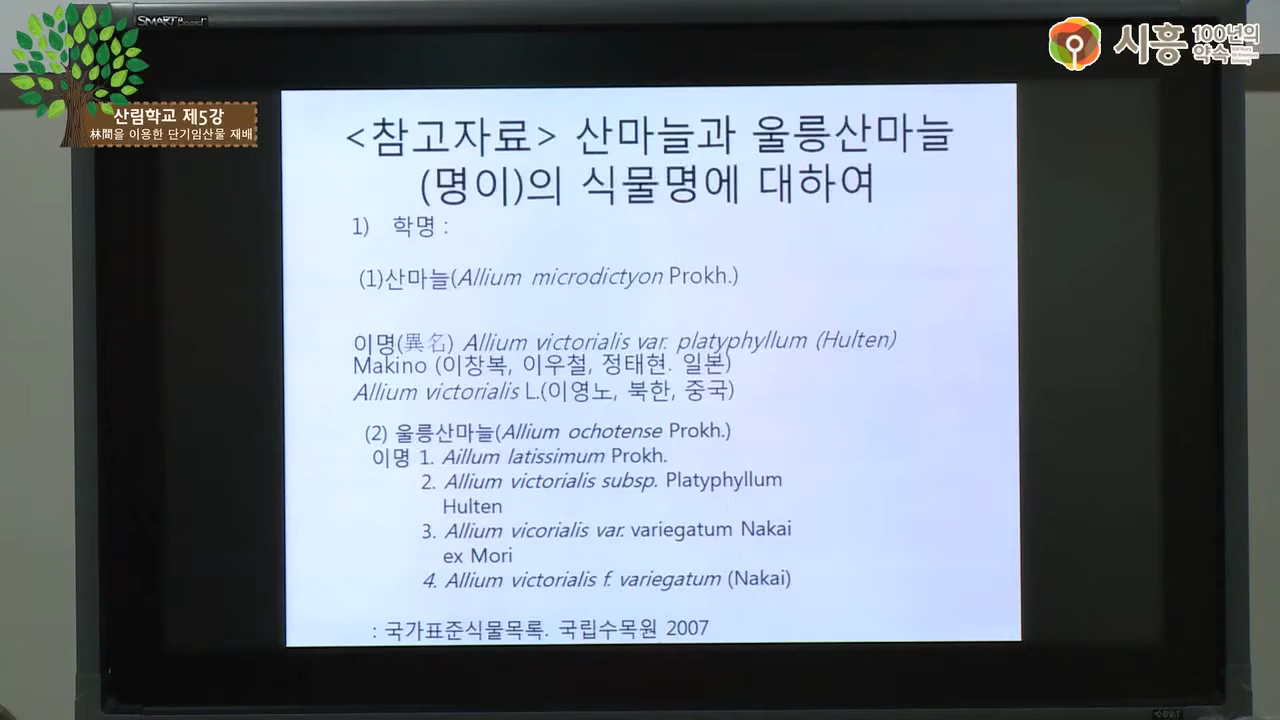 SMART Board
산림학교 제5강
林間을 이용한 단기임산물 재배
시흥 100년의 약속
<참고자료> 산마늘과 울릉산마늘
(명이)의 식물명에 대하여
1) 학명 :
(1)산마늘(Allium microdictyon Prokh.)
이명(異名) Allium victorialis var. platyphyllum (Hulten)
Makino (이창복, 이우철, 정태현. 일본)
Allium victorialis L.(이영노, 북한, 중국)
(2) 울릉산마늘(Allium ochotense Prokh.)
이명 1. Aillum latissimum Prokh.
2. Allium victorialis subsp. Platyphyllum
Hulten
3. Allium vicorialis var. variegatum Nakai
ex Mori
4. Allium victorialis f. variegatum (Nakai)
: 국가표준식물목록. 국립수목원 2007